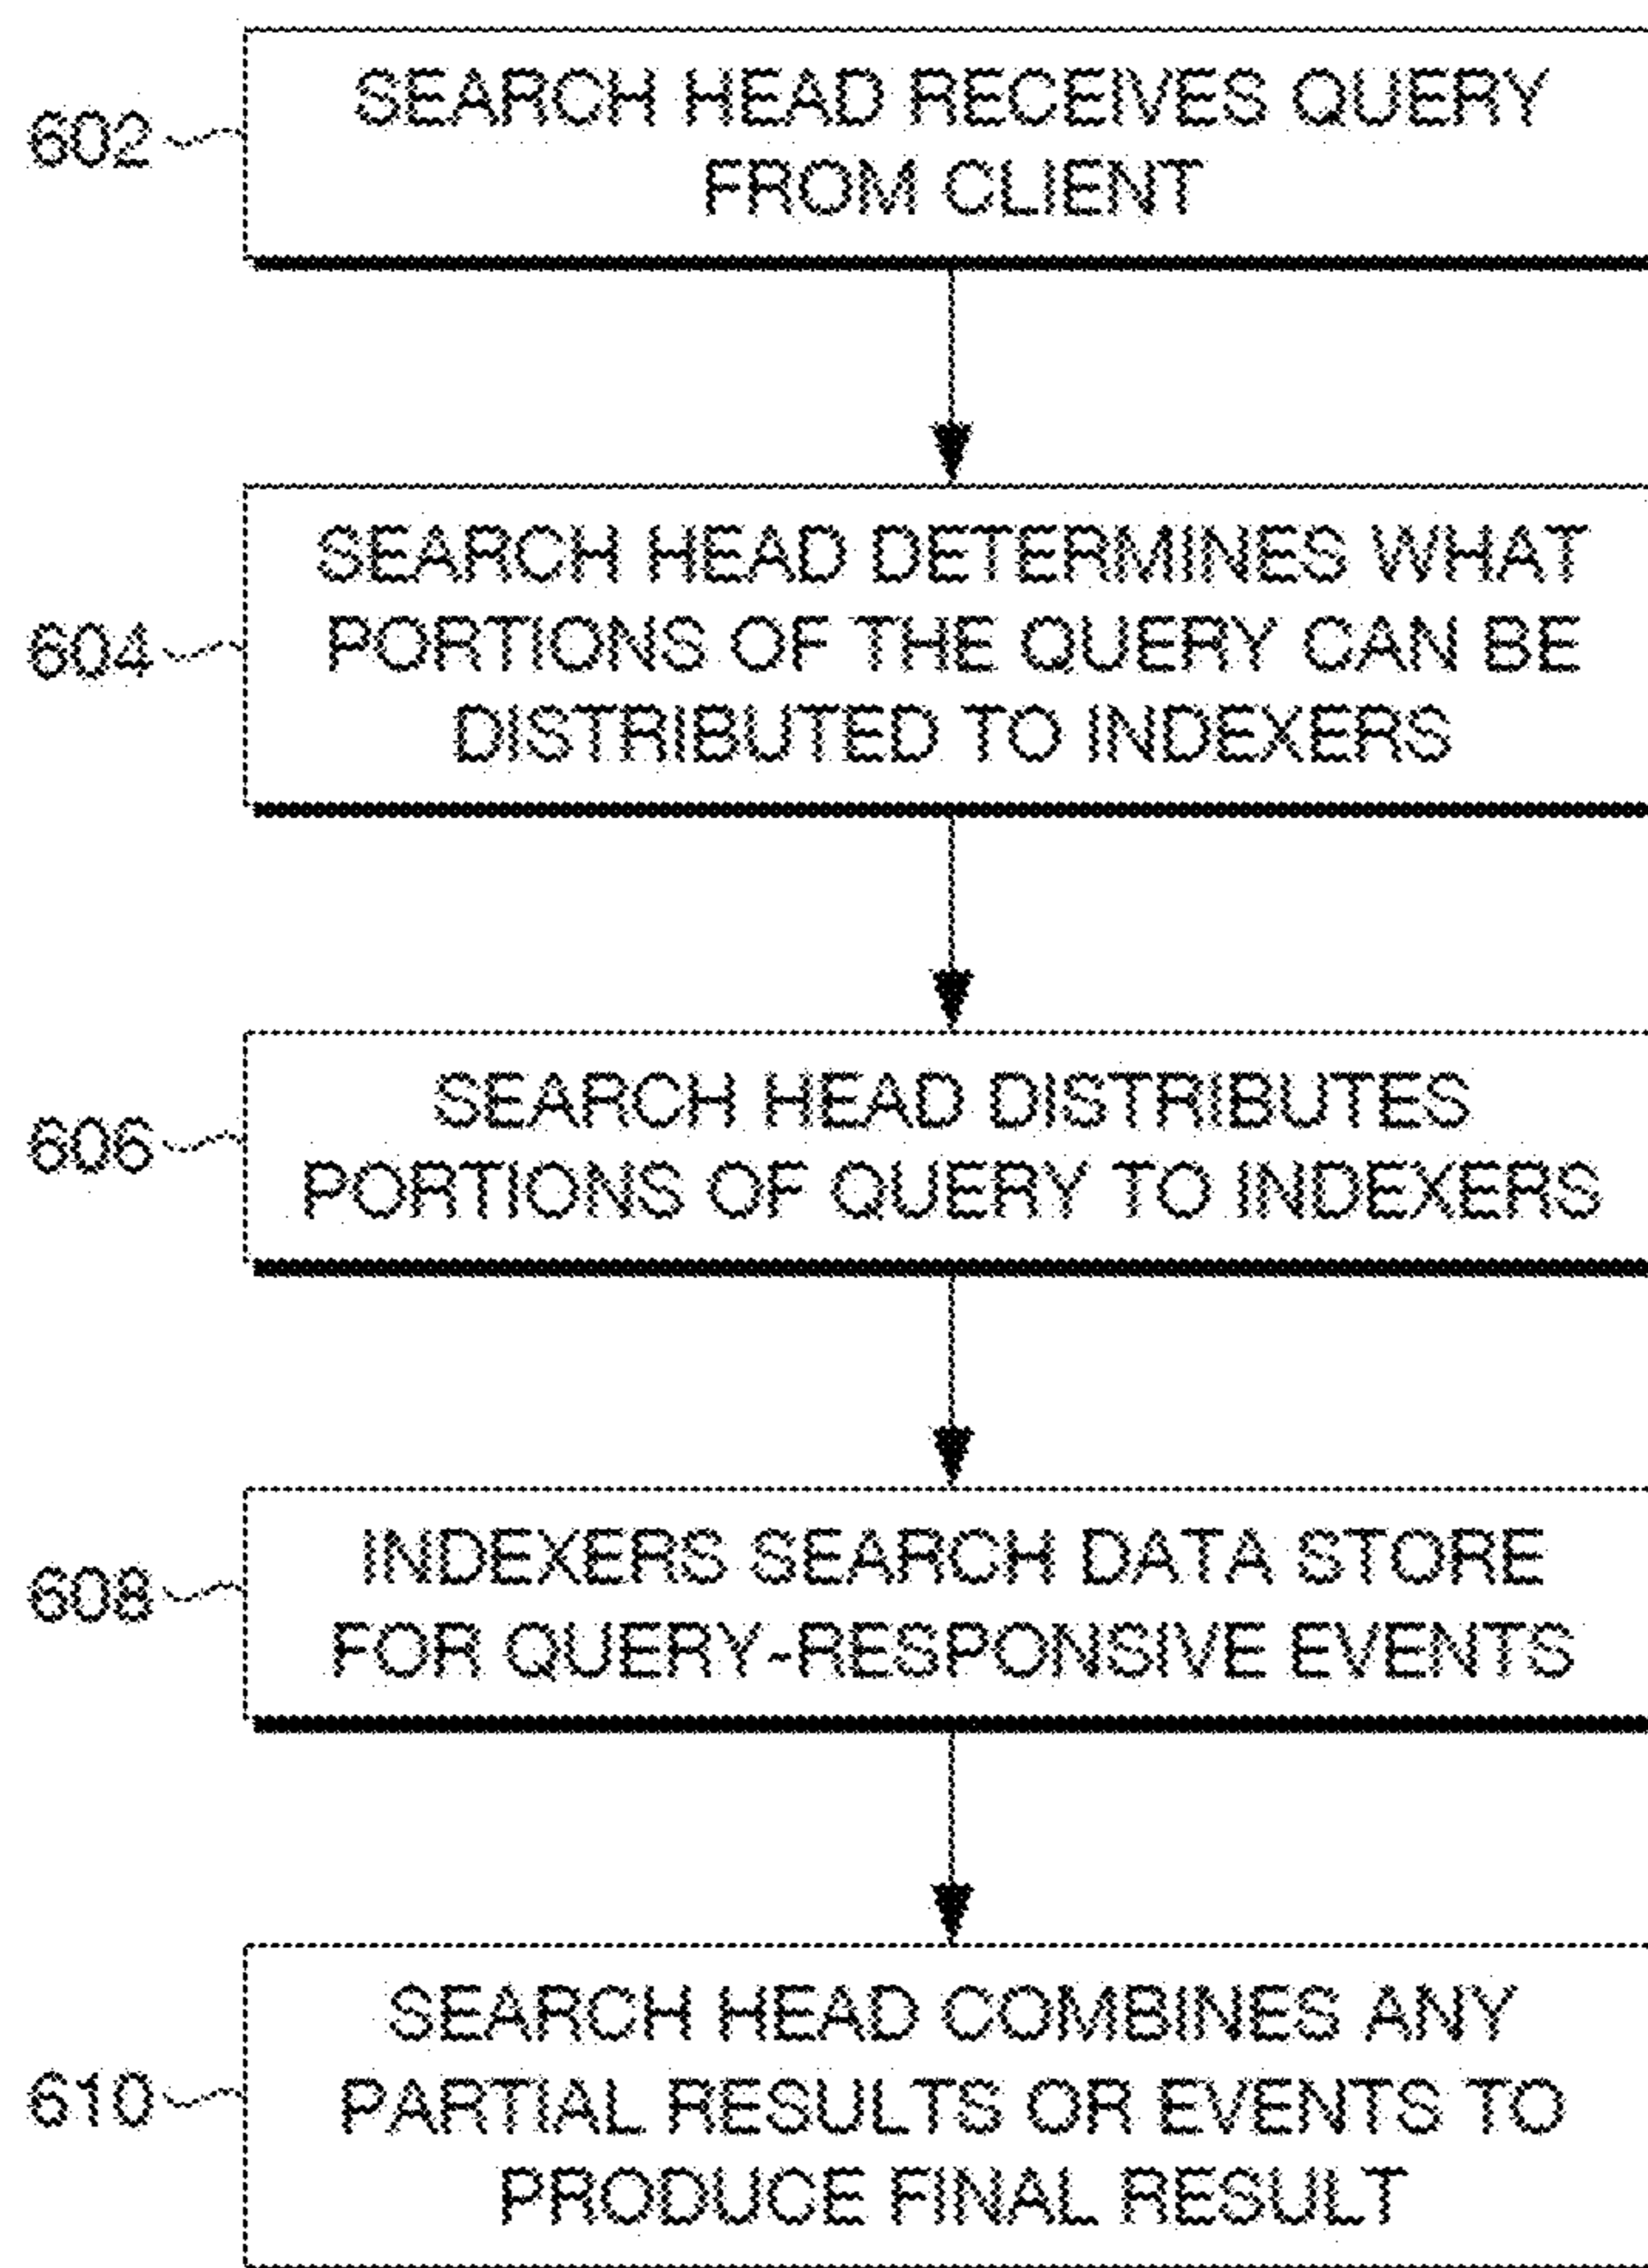 602
SEARCH HEAD RECEIVES QUERY
FROM CLIENT
604
SEARCH HEAD DETERMINES WHAT
PORTIONS OF THE QUERY CAN BE
DISTRIBUTED TO INDEXERS
606
SEARCH HEAD DISTRIBUTES
PORTIONS OF QUERY TO INDEXERS
608
INDEXERS SEARCH DATA STORE
FOR QUERY-RESPONSIVE EVENTS
610
SEARCH HEAD COMBINES ANY
PARTIAL RESULTS OR EVENTS TO
PRODUCE FINAL RESULT